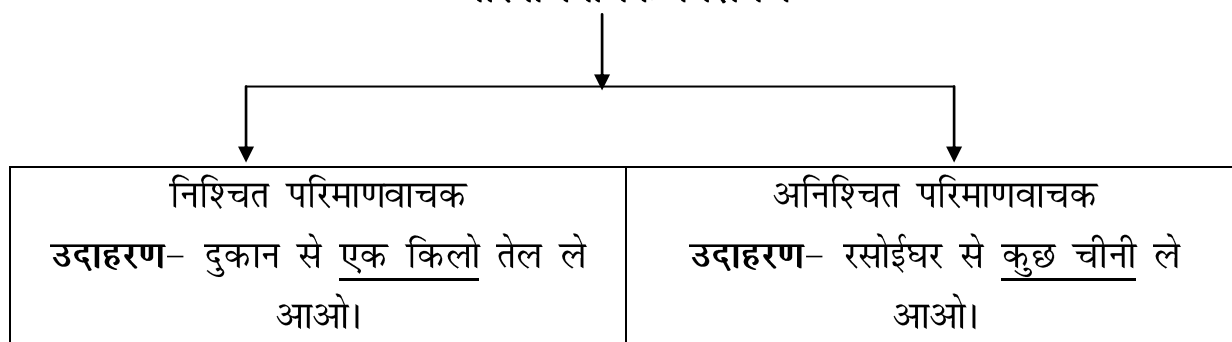 निश्चित परिमाणवाचक
उदाहरण– दुकान से एक किलो तेल ले
आओ।
अनिश्चित परिमाणवाचक
उदाहरण– रसोईघर से कुछ चीनी ले
आओ।